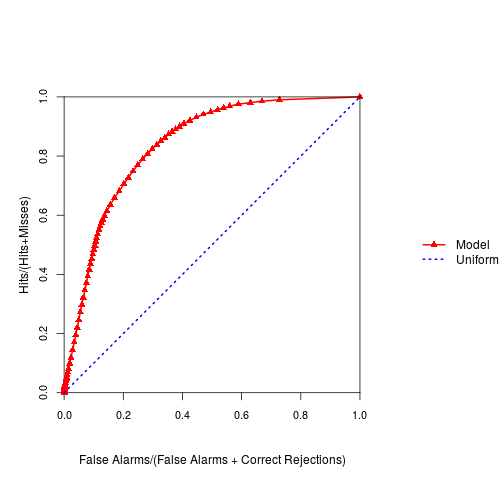 1.0
0.8
0.6
0.4
0.2
0.0
Hits/(Hits+Misses)
0.0 0.2 0.4 0.6 0.8 1.0
False Alarms/(False Alarms + Correct Rejections)
Model
Uniform